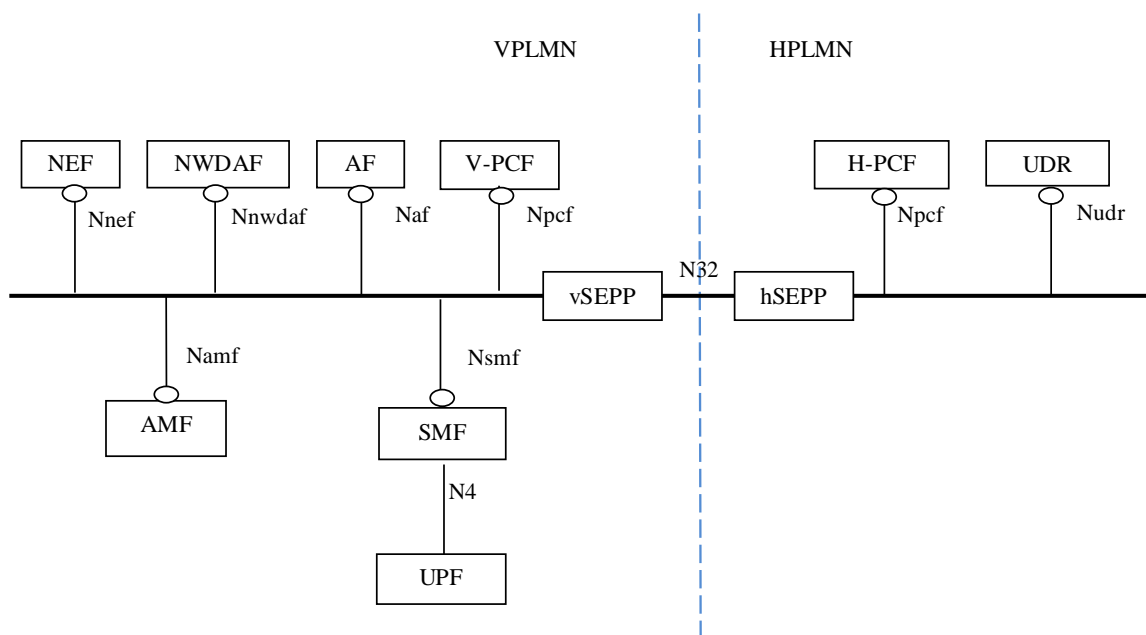 VPLMN HPLMN
NEF NWDAF AF V-PCF H-PCF UDR
Nnef Nnwdaf Naf Npcf Npcf Nudr
N32
vSEPP hSEPP
Namf Nsmf
AMF SMF
N4
UPF